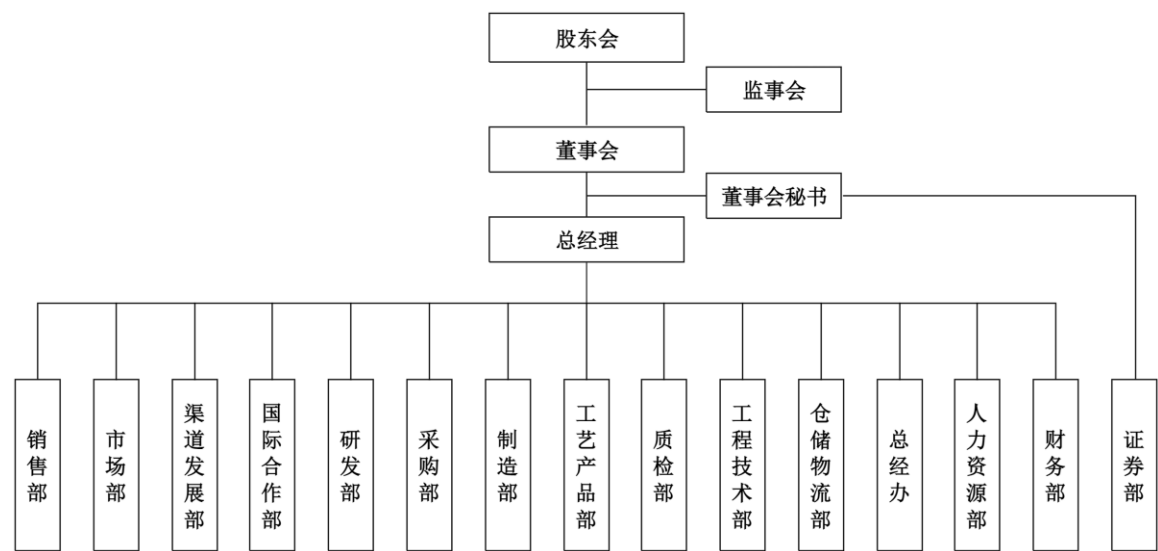 股东会
监事会
董事会
董事会秘书
总经理
销售部
市场部
渠道发展部
国际合作部
研发部
采购部
制造部
工艺产品部
质检部
工程技术部
仓储物流部
总经办
人力资源部
财务部
证券部